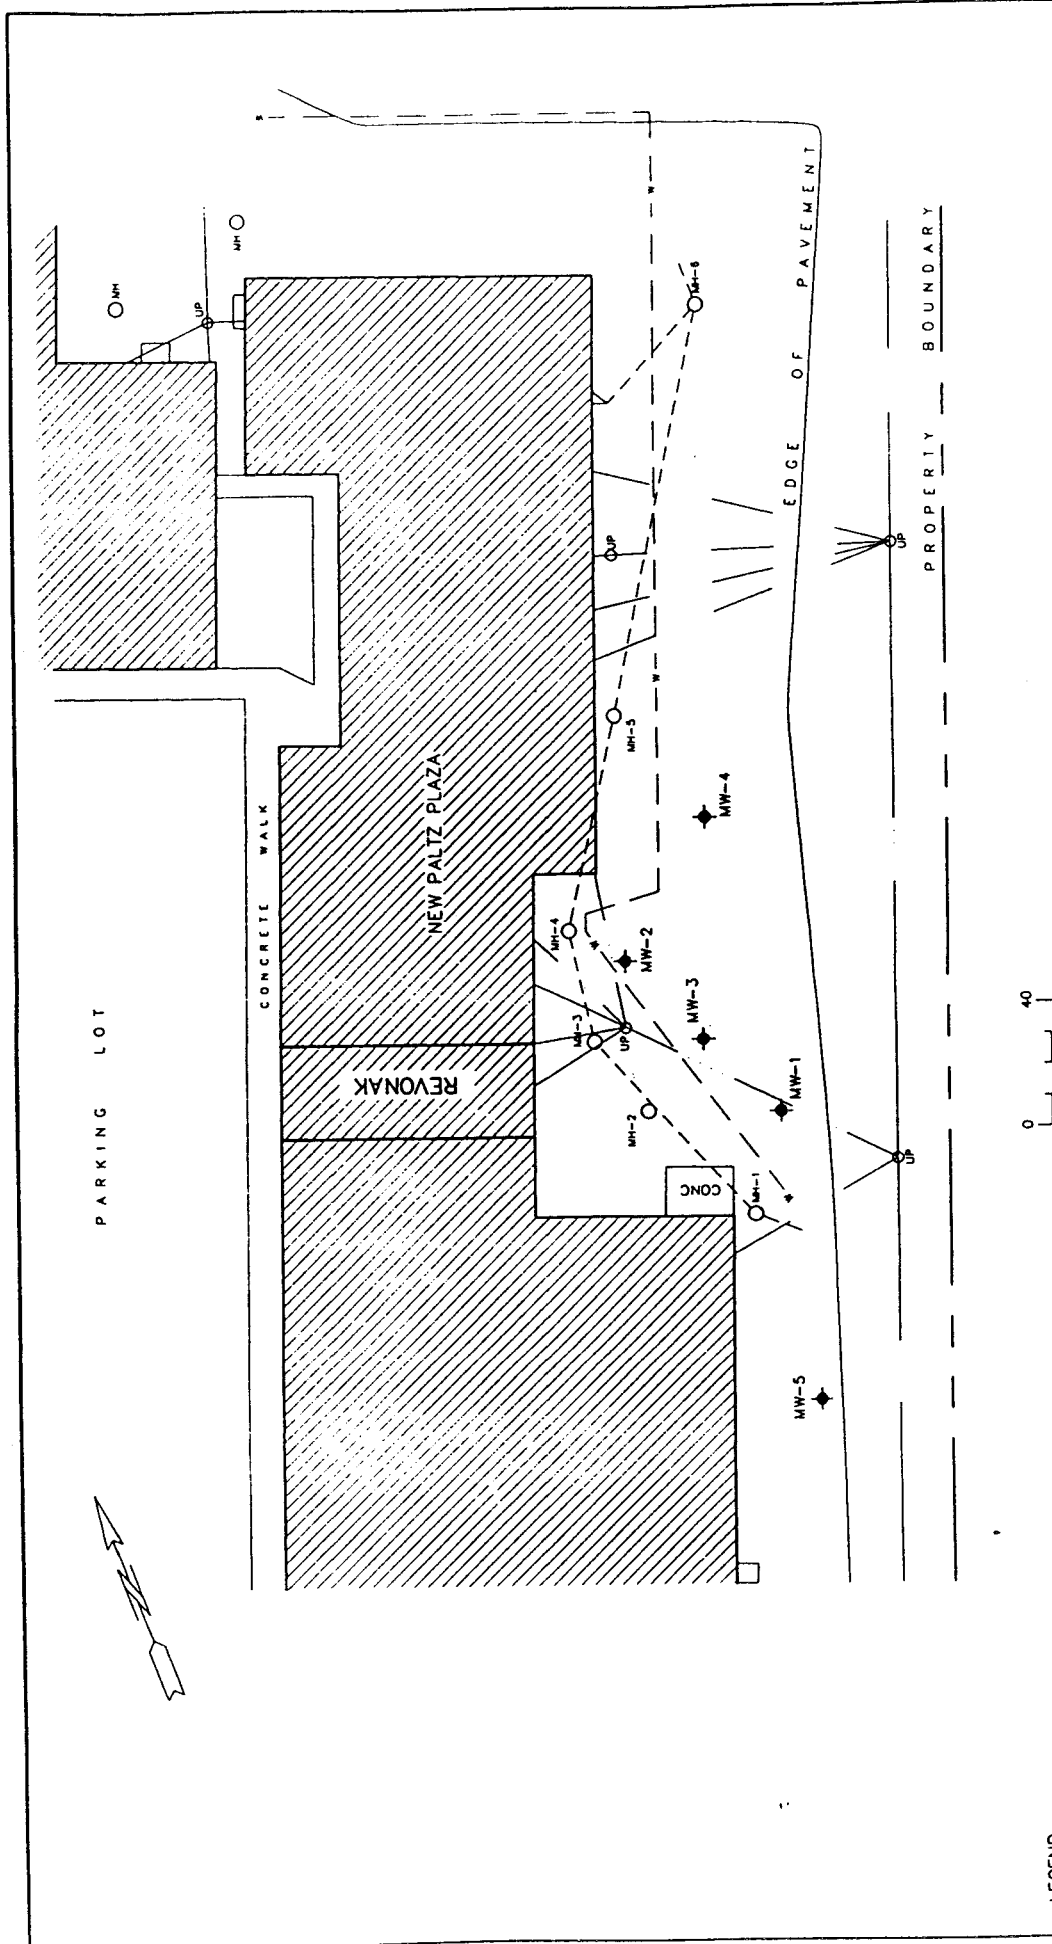 PARKING LOT
CONCRETE WALK
MH
MH
UP
NEW PALTZ PLAZA
REVONAK
CONC
MH-1
MH-2
MH-3
MH-4
MH-5
MH-6
UP
UP
W
W
W
W
MW-1
MW-2
MW-3
MW-4
MW-5
EDGE OF PAVEMENT
UP
UP
PROPERTY BOUNDARY
0 40
LEGEND